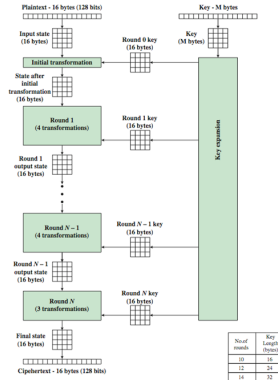 Plaintext - 16 bytes (128 bits)
Key - M bytes
Input state
(16 bytes)
Round 0 key
(16 bytes)
Key
(M bytes)
Initial transformation
State after
initial
transformation
(16 bytes)
Round 1
(4 transformations)
Round 1 key
(16 bytes)
Key expansion
Round 1
output state
(16 bytes)
Round N – 1
(4 transformations)
Round N – 1 key
(16 bytes)
Round N – 1
output state
(16 bytes)
Round N
(3 transformations)
Round N key
(16 bytes)
Final state
(16 bytes)
Cipehertext - 16 bytes (128 bits)
No.of
rounds
Key
Length
(bytes)
10 16
12 24
14 32